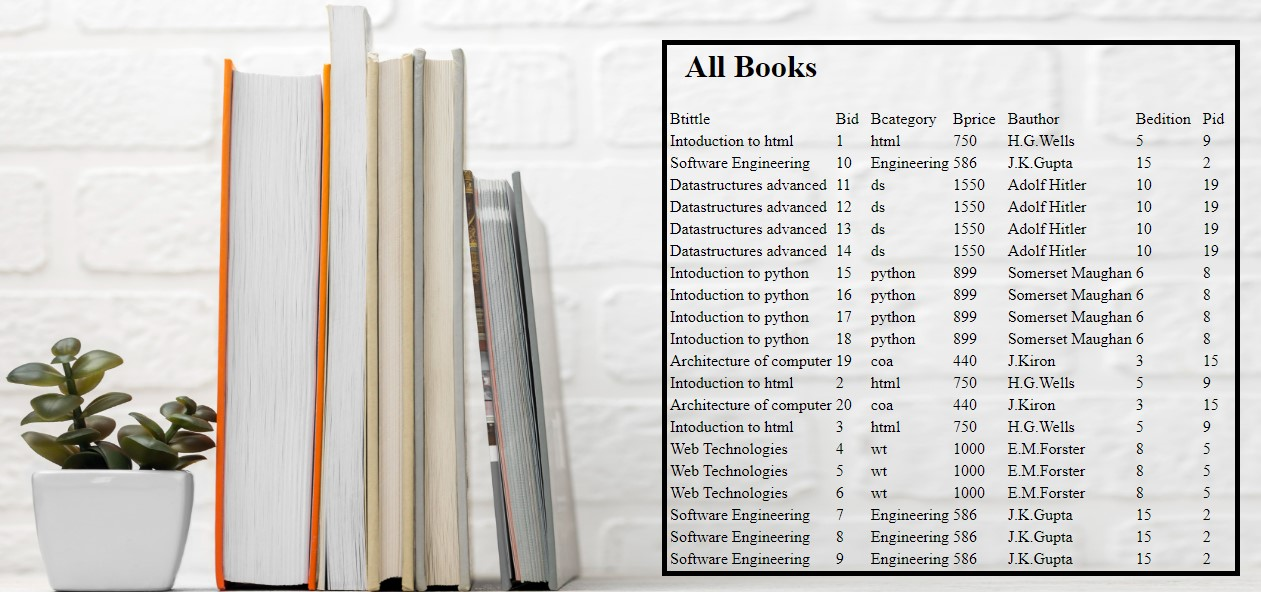 All Books
Btittle Bid Bcategory Bprice Bauthor Bedition Pid
Intoduction to html 1 html 750 H.G.Wells 5 9
Software Engineering 10 Engineering 586 J.K.Gupta 15 2
Datastructures advanced 11 ds 1550 Adolf Hitler 10 19
Datastructures advanced 12 ds 1550 Adolf Hitler 10 19
Datastructures advanced 13 ds 1550 Adolf Hitler 10 19
Datastructures advanced 14 ds 1550 Adolf Hitler 10 19
Intoduction to python 15 python 899 Somerset Maughan 6 8
Intoduction to python 16 python 899 Somerset Maughan 6 8
Intoduction to python 17 python 899 Somerset Maughan 6 8
Intoduction to python 18 python 899 Somerset Maughan 6 8
Architecture of computer 19 coa 440 J.Kiron 3 15
Intoduction to html 2 html 750 H.G.Wells 5 9
Architecture of computer 20 coa 440 J.Kiron 3 15
Intoduction to html 3 html 750 H.G.Wells 5 9
Web Technologies 4 wt 1000 E.M.Forster 8 5
Web Technologies 5 wt 1000 E.M.Forster 8 5
Web Technologies 6 wt 1000 E.M.Forster 8 5
Software Engineering 7 Engineering 586 J.K.Gupta 15 2
Software Engineering 8 Engineering 586 J.K.Gupta 15 2
Software Engineering 9 Engineering 586 J.K.Gupta 15 2